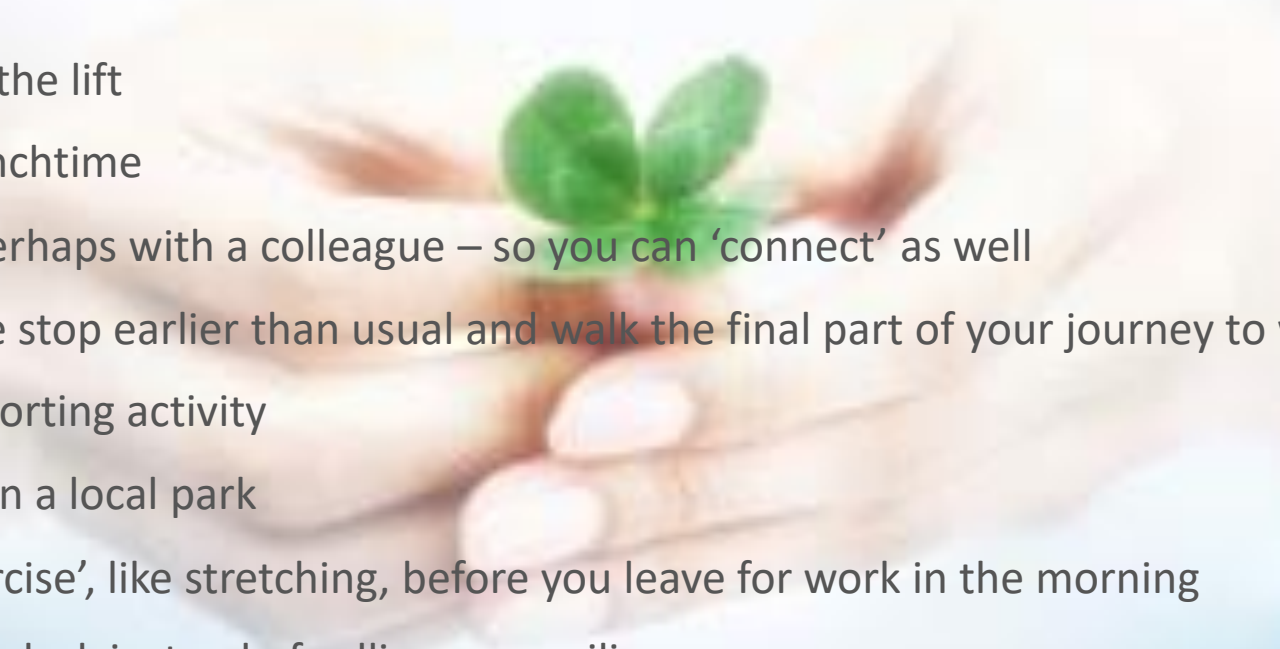 the lift
nchtime
erhaps with a colleague – so you can ‘connect’ as well
e stop earlier than usual and walk the final part of your journey to
orting activity
n a local park
rcise’, like stretching, before you leave for work in the morning